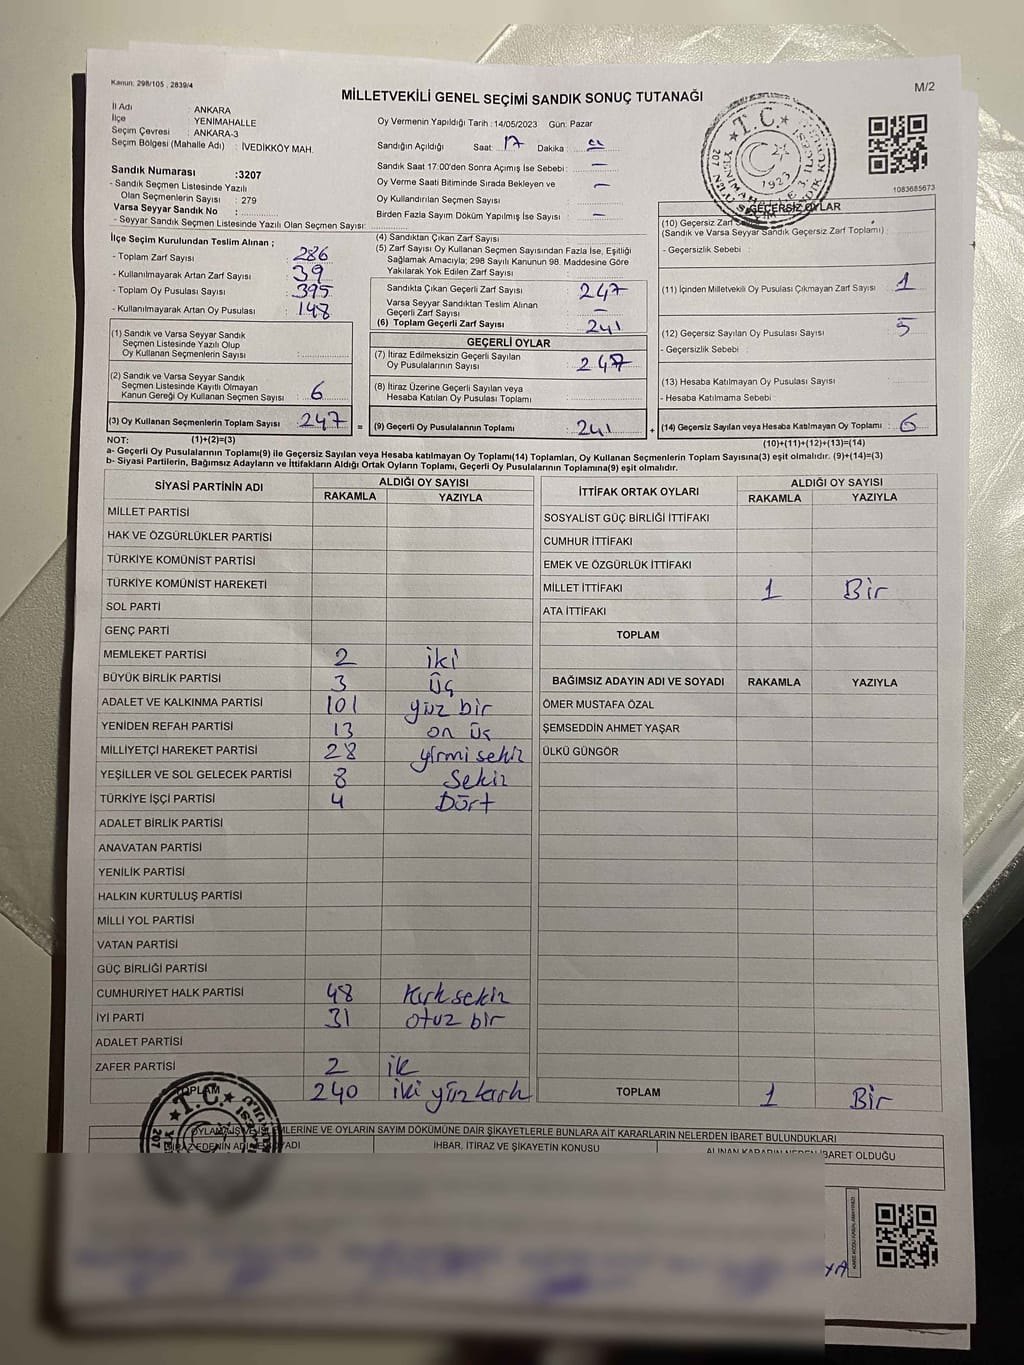 Kanun: 298/105 , 2839/4
M/2
MİLLETVEKİLİ GENEL SEÇİMİ SANDIK SONUÇ TUTANAĞI
İl Adı : ANKARA
İlçe : YENİMAHALLE
Seçim Çevresi : ANKARA-3
Seçim Bölgesi (Mahalle Adı) : İVEDİKKÖY MAH.
Sandık Numarası :3207
- Sandık Seçmen Listesinde Yazılı
Olan Seçmenlerin Sayısı : 279
Varsa Seyyar Sandık No :
- Seyyar Sandık Seçmen Listesinde Yazılı Olan Seçmen Sayısı:
Oy Vermenin Yapıldığı Tarih : 14/05/2023 Gün: Pazar
Sandığın Açıldığı Saat: 17 Dakika :
Sandık Saat 17:00'den Sonra Açımış İse Sebebi : —
Oy Verme Saati Bitiminde Sırada Bekleyen ve
Oy Kullandırılan Seçmen Sayısı : —
Birden Fazla Sayım Döküm Yapılmış İse Sayısı : —
T.C.
1923
1083685673
İlçe Seçim Kurulundan Teslim Alınan ;
- Toplam Zarf Sayısı : 286
- Kullanılmayarak Artan Zarf Sayısı : 39
- Toplam Oy Pusulası Sayısı : 395
- Kullanılmayarak Artan Oy Pusulası : 148
(1) Sandık ve Varsa Seyyar Sandık
Seçmen Listesinde Yazılı Olup
Oy Kullanan Seçmenlerin Sayısı :
(2) Sandık ve Varsa Seyyar Sandık
Seçmen Listesinde Kayıtlı Olmayan
Kanun Gereği Oy Kullanan Seçmen Sayısı : 6
(3) Oy Kullanan Seçmenlerin Toplam Sayısı : 247 =
(4) Sandıktan Çıkan Zarf Sayısı
(5) Zarf Sayısı Oy Kullanan Seçmen Sayısından Fazla İse, Eşitliği
Sağlamak Amacıyla; 298 Sayılı Kanunun 98. Maddesine Göre
Yakılarak Yok Edilen Zarf Sayısı
Sandıkta Çıkan Geçerli Zarf Sayısı : 247
Varsa Seyyar Sandıktan Teslim Alınan
Geçerli Zarf Sayısı : —
(6) Toplam Geçerli Zarf Sayısı : 241
GEÇERLİ OYLAR
(7) İtiraz Edilmeksizin Geçerli Sayılan
Oy Pusulalarının Sayısı : 247
(8) İtiraz Üzerine Geçerli Sayılan veya
Hesaba Katılan Oy Pusulası Toplamı :
(9) Geçerli Oy Pusulalarının Toplamı : 241 +
GEÇERSİZ OYLAR
(10) Geçersiz Zarf
(Sandık ve Varsa Seyyar Sandık Geçersiz Zarf Toplamı) :
- Geçersizlik Sebebi :
(11) İçinden Milletvekili Oy Pusulası Çıkmayan Zarf Sayısı : 1
(12) Geçersiz Sayılan Oy Pusulası Sayısı : 5
- Geçersizlik Sebebi :
(13) Hesaba Katılmayan Oy Pusulası Sayısı :
- Hesaba Katılmama Sebebi :
(14) Geçersiz Sayılan veya Hesaba Katılmayan Oy Toplamı : 6
NOT: (1)+(2)=(3) (10)+(11)+(12)+(13)=(14)
a- Geçerli Oy Pusulalarının Toplamı(9) ile Geçersiz Sayılan veya Hesaba katılmayan Oy Toplamı(14) Toplamları, Oy Kullanan Seçmenlerin Toplam Sayısına(3) eşit olmalıdır. (9)+(14)=(3)
b- Siyasi Partilerin, Bağımsız Adayların ve İttifakların Aldığı Ortak Oyların Toplamı, Geçerli Oy Pusulalarının Toplamına(9) eşit olmalıdır.
SİYASİ PARTİNİN ADI ALDIĞI OY SAYISI
RAKAMLA YAZIYLA
MİLLET PARTİSİ
HAK VE ÖZGÜRLÜKLER PARTİSİ
TÜRKİYE KOMÜNİST PARTİSİ
TÜRKİYE KOMÜNİST HAREKETİ
SOL PARTİ
GENÇ PARTİ
MEMLEKET PARTİSİ 2 iki
BÜYÜK BİRLİK PARTİSİ 3 Üç
ADALET VE KALKINMA PARTİSİ 101 yüz bir
YENİDEN REFAH PARTİSİ 13 on üç
MİLLİYETÇİ HAREKET PARTİSİ 28 yirmi sekiz
YEŞİLLER VE SOL GELECEK PARTİSİ 8 Sekiz
TÜRKİYE İŞÇİ PARTİSİ 4 Dört
ADALET BİRLİK PARTİSİ
ANAVATAN PARTİSİ
YENİLİK PARTİSİ
HALKIN KURTULUŞ PARTİSİ
MİLLİ YOL PARTİSİ
VATAN PARTİSİ
GÜÇ BİRLİĞİ PARTİSİ
CUMHURİYET HALK PARTİSİ 48 Kırk sekiz
İYİ PARTİ 31 otuz bir
ADALET PARTİSİ
ZAFER PARTİSİ 2 ik
TOPLAM 240 iki yüz kırk
İTTİFAK ORTAK OYLARI ALDIĞI OY SAYISI
RAKAMLA YAZIYLA
SOSYALİST GÜÇ BİRLİĞİ İTTİFAKI
CUMHUR İTTİFAKI
EMEK VE ÖZGÜRLÜK İTTİFAKI
MİLLET İTTİFAKI 1 Bir
ATA İTTİFAKI
TOPLAM
BAĞIMSIZ ADAYIN ADI VE SOYADI RAKAMLA YAZIYLA
ÖMER MUSTAFA ÖZAL
ŞEMSEDDİN AHMET YAŞAR
ÜLKÜ GÜNGÖR
TOPLAM 1 Bir
T.C.
OYLAMA İŞLEMLERİNE VE OYLARIN SAYIM DÖKÜMÜNE DAİR ŞİKAYETLERLE BUNLARA AİT KARARLARIN NELERDEN İBARET BULUNDUKLARI
İTİRAZ EDENİN ADI SOYADI İHBAR, İTİRAZ VE ŞİKAYETİN KONUSU ALINAN KARARIN NEDEN İBARET OLDUĞU